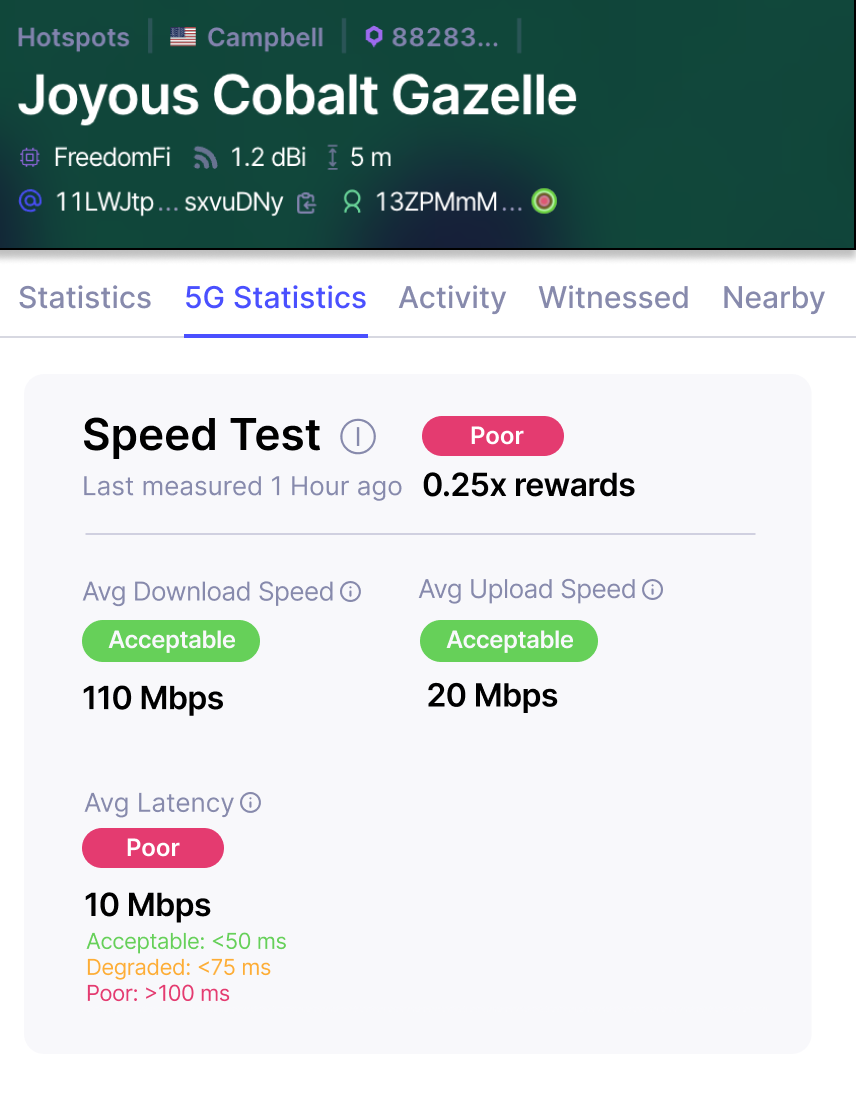 Hotspots | Campbell | 88283... |
Joyous Cobalt Gazelle
FreedomFi 1.2 dBi 5 m
11LWJtp ... sxvuDNy 13ZPMmM ...
Statistics 5G Statistics Activity Witnessed Nearby
Speed Test Poor
Last measured 1 Hour ago 0.25x rewards
Avg Download Speed Avg Upload Speed
Acceptable Acceptable
110 Mbps 20 Mbps
Avg Latency
Poor
10 Mbps
Acceptable: <50 ms
Degraded: <75 ms
Poor: >100 ms